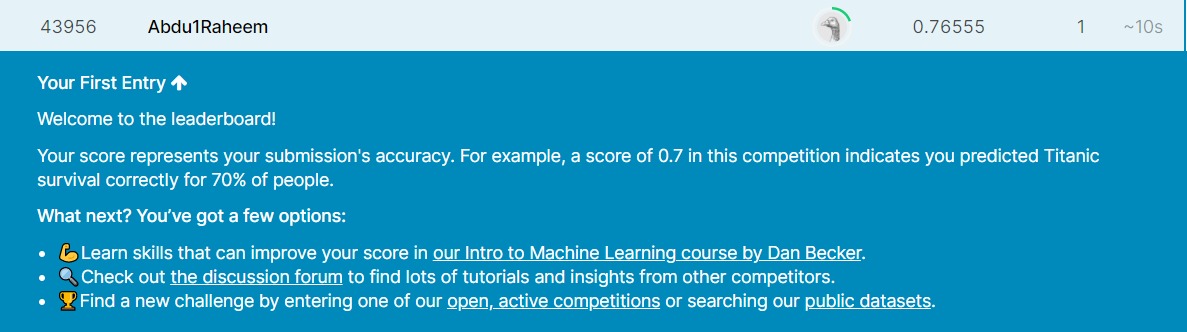 43956 Abdu1Raheem 0.76555 1 ~10s
Your First Entry ↑
Welcome to the leaderboard!
Your score represents your submission's accuracy. For example, a score of 0.7 in this competition indicates you predicted Titanic
survival correctly for 70% of people.
What next? You’ve got a few options:
• 💪Learn skills that can improve your score in our Intro to Machine Learning course by Dan Becker.
• 🔍Check out the discussion forum to find lots of tutorials and insights from other competitors.
• 🏆Find a new challenge by entering one of our open, active competitions or searching our public datasets.